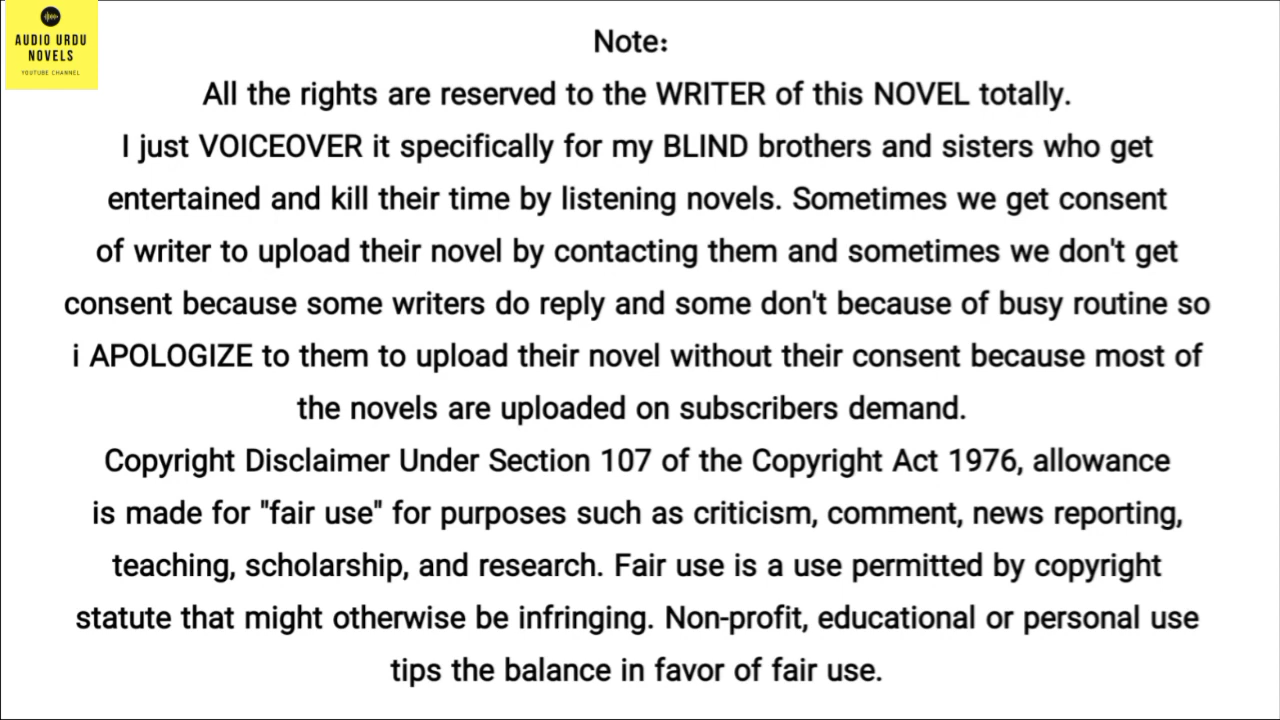 AUDIO URDU
NOVELS
YOUTUBE CHANNEL
Note:
All the rights are reserved to the WRITER of this NOVEL totally.
I just VOICEOVER it specifically for my BLIND brothers and sisters who get
entertained and kill their time by listening novels. Sometimes we get consent
of writer to upload their novel by contacting them and sometimes we don't get
consent because some writers do reply and some don't because of busy routine so
i APOLOGIZE to them to upload their novel without their consent because most of
the novels are uploaded on subscribers demand.
Copyright Disclaimer Under Section 107 of the Copyright Act 1976, allowance
is made for "fair use" for purposes such as criticism, comment, news reporting,
teaching, scholarship, and research. Fair use is a use permitted by copyright
statute that might otherwise be infringing. Non-profit, educational or personal use
tips the balance in favor of fair use.